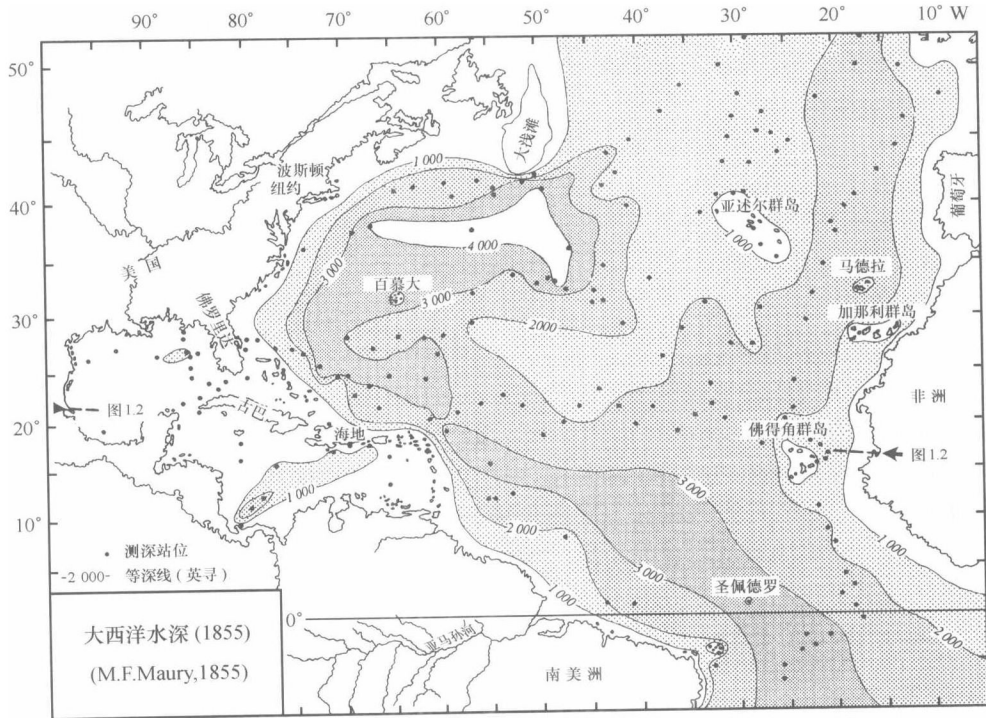 90° 80° 70° 60° 50° 40° 30° 20° 10° W
50°
大浅滩
1 000
波斯顿
纽约
40°
亚述尔群岛
1 000
葡萄牙
4 000
美国
3 000
百慕大
马德拉
3 000
佛罗里达
2000
加那利群岛
30°
非洲
图1.2
古巴
20°
海地
佛得角群岛
图1.2
1 000
3 000
10°
2 000
1 000
测深站位
-2 000- 等深线(英寻)
3 000
圣佩德罗
1 000
2 000
0°
大西洋水深(1855)
(M.F.Maury,1855)
亚马孙河
南美洲